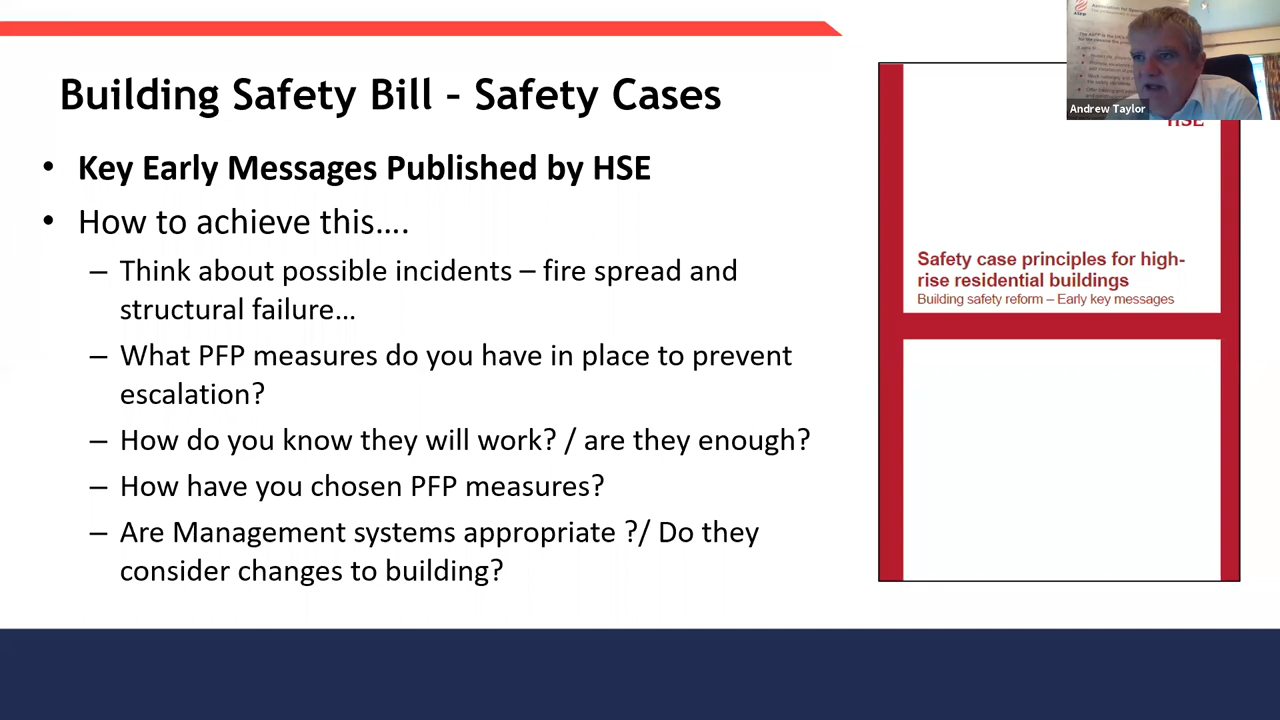 Building Safety Bill - Safety Cases
• Key Early Messages Published by HSE
• How to achieve this....
– Think about possible incidents – fire spread and
structural failure...
– What PFP measures do you have in place to prevent
escalation?
– How do you know they will work? / are they enough?
– How have you chosen PFP measures?
– Are Management systems appropriate ?/ Do they
consider changes to building?
Andrew Taylor
HSE
Safety case principles for high-
rise residential buildings
Building safety reform – Early key messages